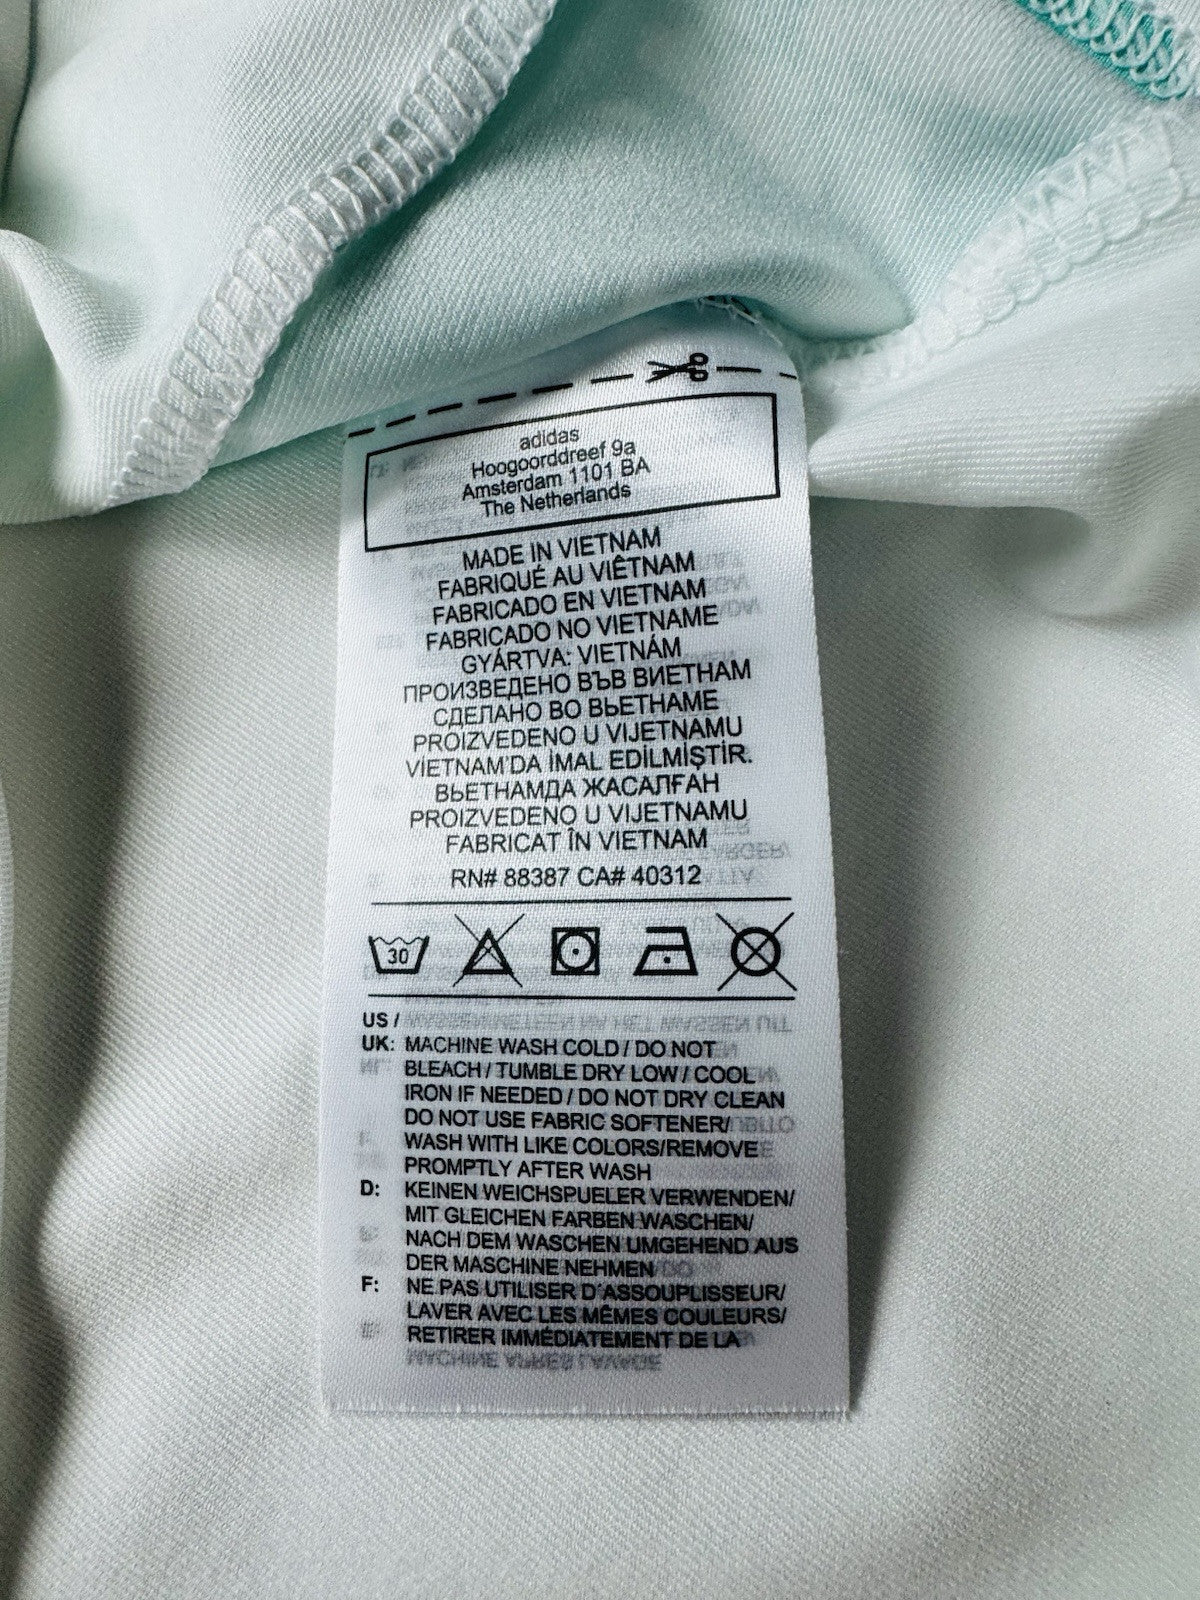 adidas
Hoogoorddreef 9a
Amsterdam 1101 BA
The Netherlands
MADE IN VIETNAM
FABRIQUÉ AU VIÊTNAM
FABRICADO EN VIETNAM
FABRICADO NO VIETNAME
GYÁRTVA: VIETNÁM
ПРОИЗВЕДЕНО ВЪВ ВИЕТНАМ
СДЕЛАНО ВО ВЬЕТНАМЕ
PROIZVEDENO U VIJETNAMU
VİETNAM'DA İMAL EDİLMİŞTİR.
ВЬЕТНАМДА ЖАСАЛҒАН
PROIZVEDENO U VIJETNAMU
FABRICAT ÎN VIETNAM
RN# 88387 CA# 40312
30
US /
UK: MACHINE WASH COLD / DO NOT
BLEACH / TUMBLE DRY LOW / COOL
IRON IF NEEDED / DO NOT DRY CLEAN
DO NOT USE FABRIC SOFTENER/
WASH WITH LIKE COLORS/REMOVE
PROMPTLY AFTER WASH
D: KEINEN WEICHSPUELER VERWENDEN/
MIT GLEICHEN FARBEN WASCHEN/
NACH DEM WASCHEN UMGEHEND AUS
DER MASCHINE NEHMEN
F: NE PAS UTILISER D'ASSOUPLISSEUR/
LAVER AVEC LES MÊMES COULEURS/
RETIRER IMMÉDIATEMENT DE LA